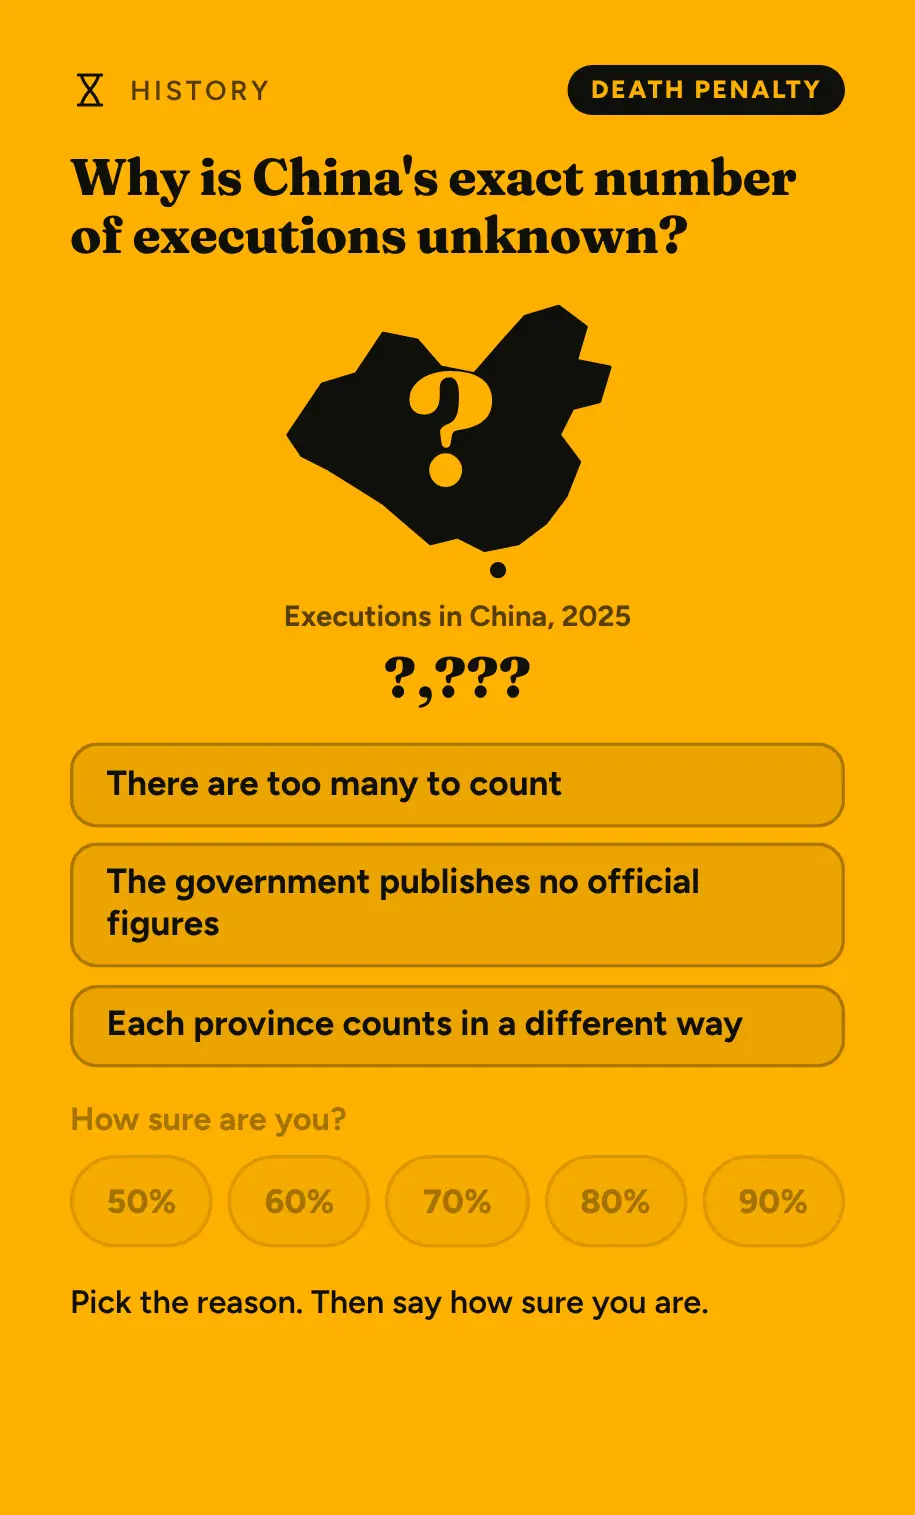 HISTORY
DEATH PENALTY
Why is China's exact number
of executions unknown?
?
Executions in China, 2025
?,???
There are too many to count
The government publishes no official
figures
Each province counts in a different way
How sure are you?
50%
60%
70%
80%
90%
Pick the reason. Then say how sure you are.